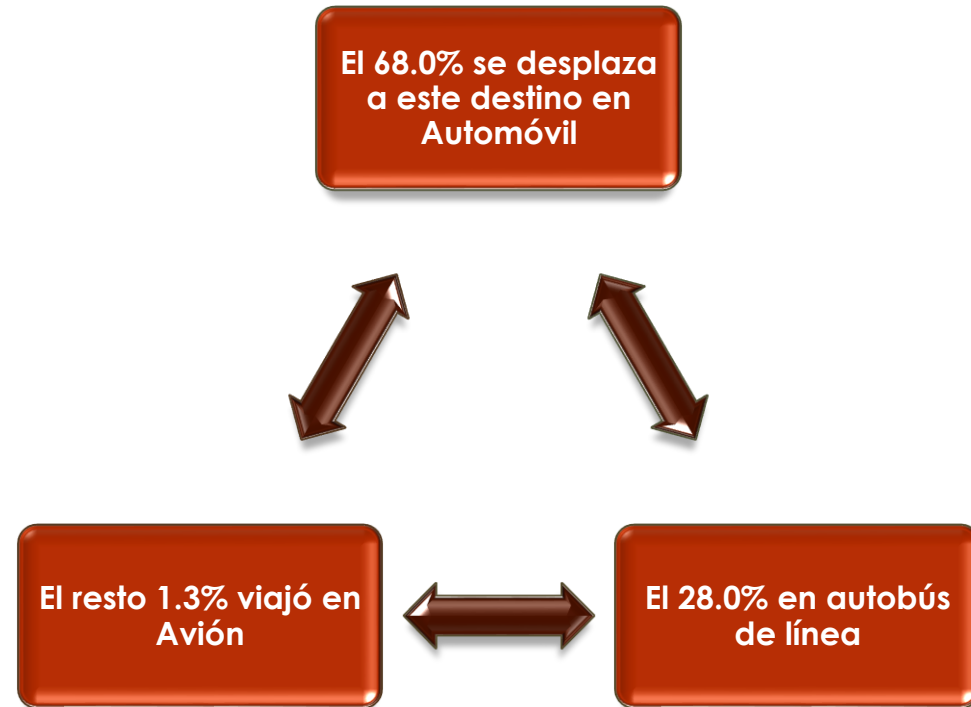 El 68.0% se desplaza
a este destino en
Automóvil
El resto 1.3% viajó en
Avión
El 28.0% en autobús
de línea